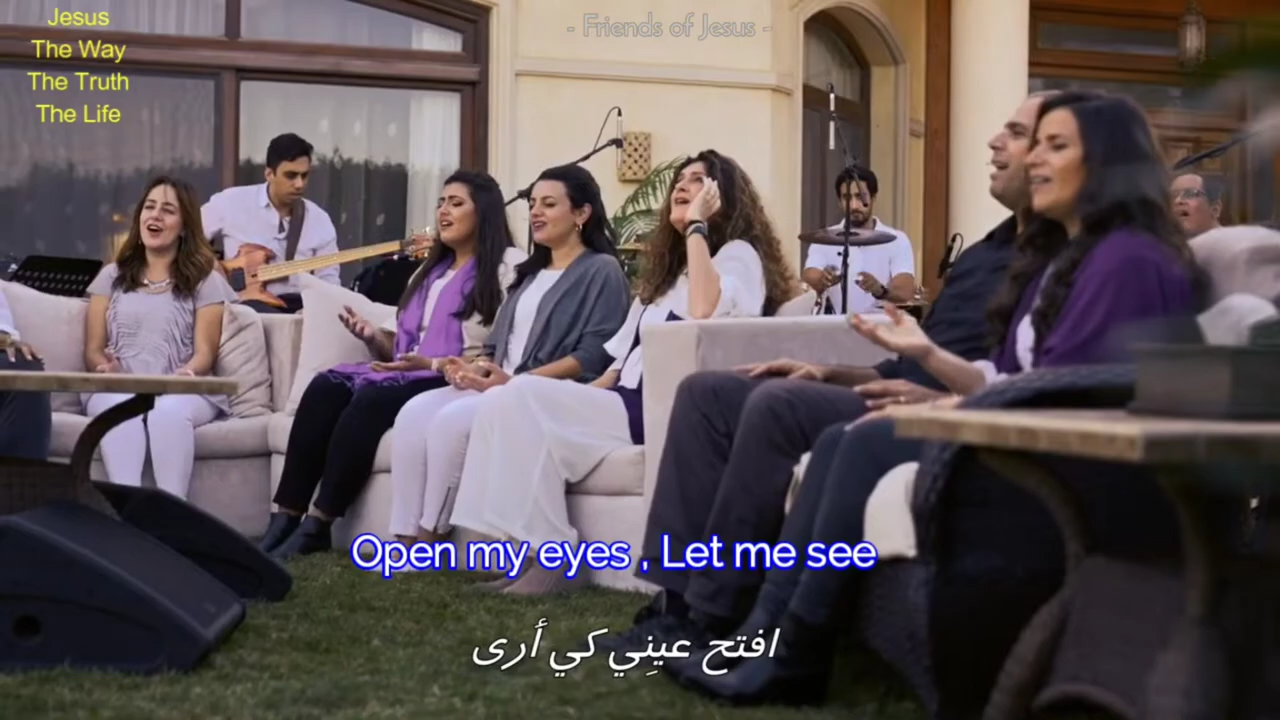 Jesus
The Way
The Truth
The Life
- Friends of Jesus -
Open my eyes , Let me see
افتح عينِي كي أرى